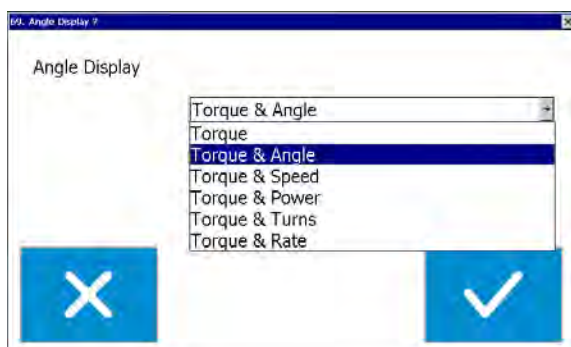 69. Angle Display ?
Angle Display
Torque & Angle
Torque
Torque & Angle
Torque & Speed
Torque & Power
Torque & Turns
Torque & Rate